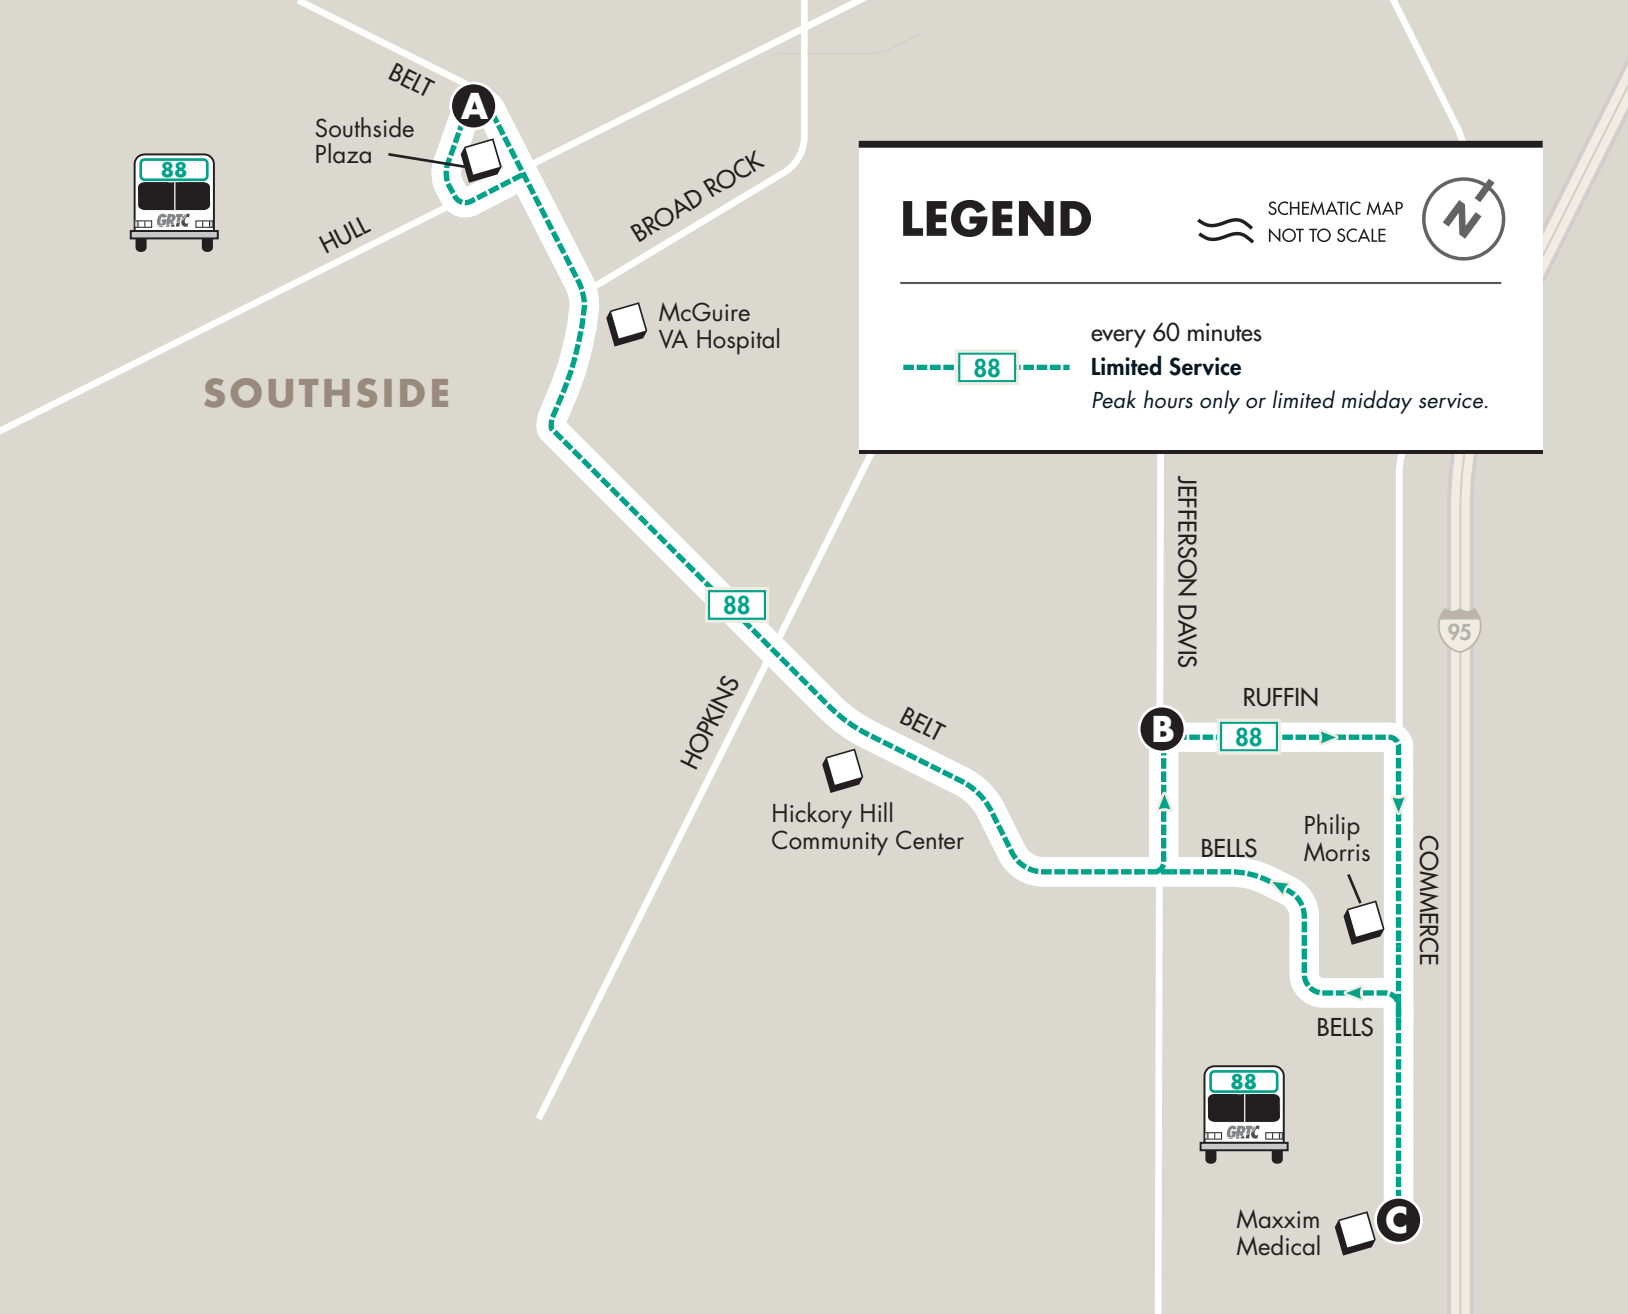 BELT
A
Southside
Plaza
88
GRTC
HULL
BROAD ROCK
McGuire
VA Hospital
SOUTHSIDE
LEGEND
SCHEMATIC MAP
NOT TO SCALE
N
every 60 minutes
88
Limited Service
Peak hours only or limited midday service.
JEFFERSON DAVIS
88
95
HOPKINS
BELT
RUFFIN
B
88
Hickory Hill
Community Center
BELLS
Philip
Morris
COMMERCE
BELLS
88
GRTC
Maxxim
Medical
C